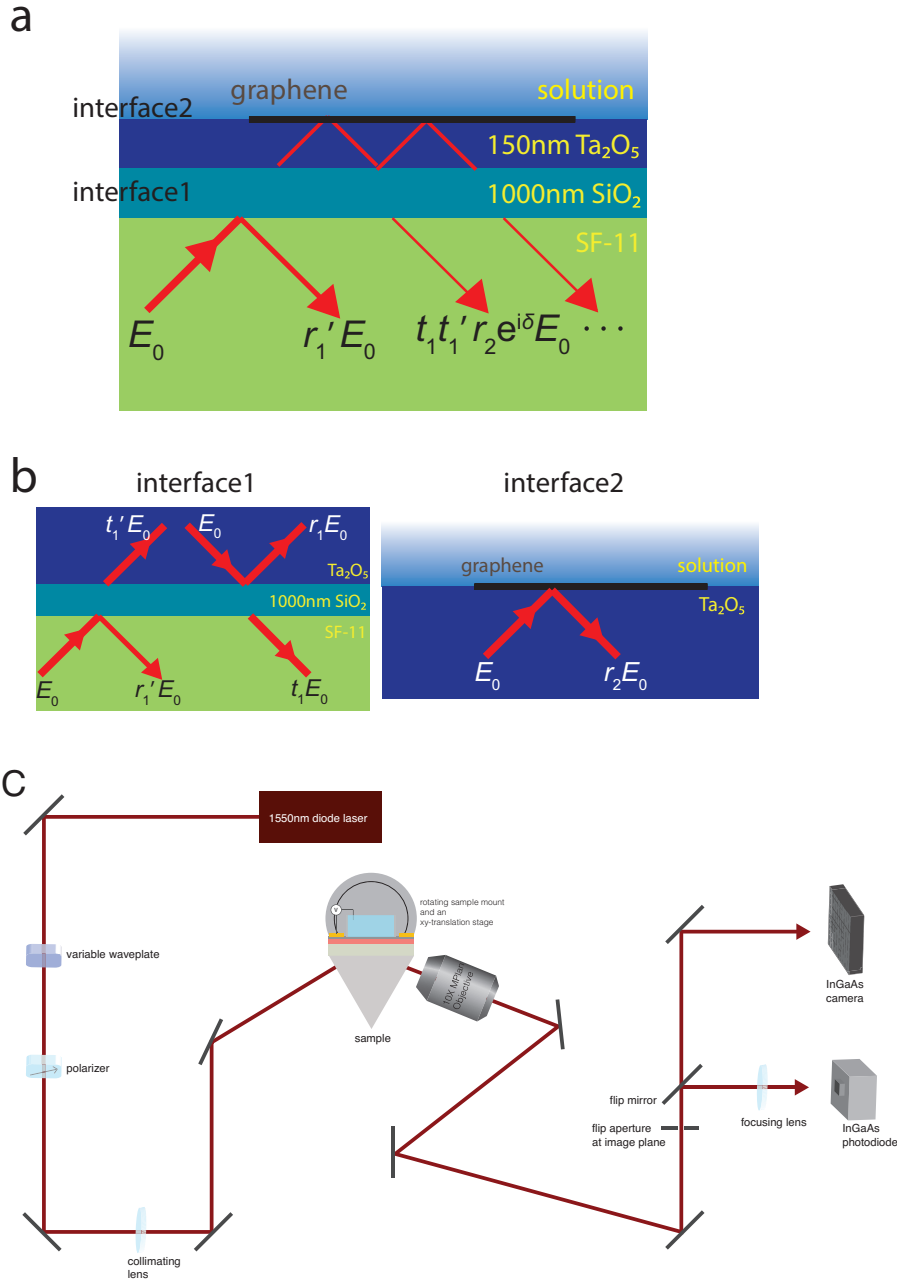 a
graphene
solution
interface2
150nm Ta₂O₅
interface1
1000nm SiO₂
SF-11
E₀
r₁′E₀
t₁t₁′r₂e^{iδ}E₀ ···
b
interface1
interface2
t₁′E₀
E₀
r₁E₀
Ta₂O₅
1000nm SiO₂
SF-11
E₀
r₁′E₀
t₁E₀
graphene
solution
Ta₂O₅
E₀
r₂E₀
C
1550nm diode laser
V
rotating sample mount
and an
xy-translation stage
variable waveplate
10X MPlan
Objective
InGaAs
camera
sample
polarizer
flip mirror
focusing lens
flip aperture
at image plane
InGaAs
photodiode
collimating
lens